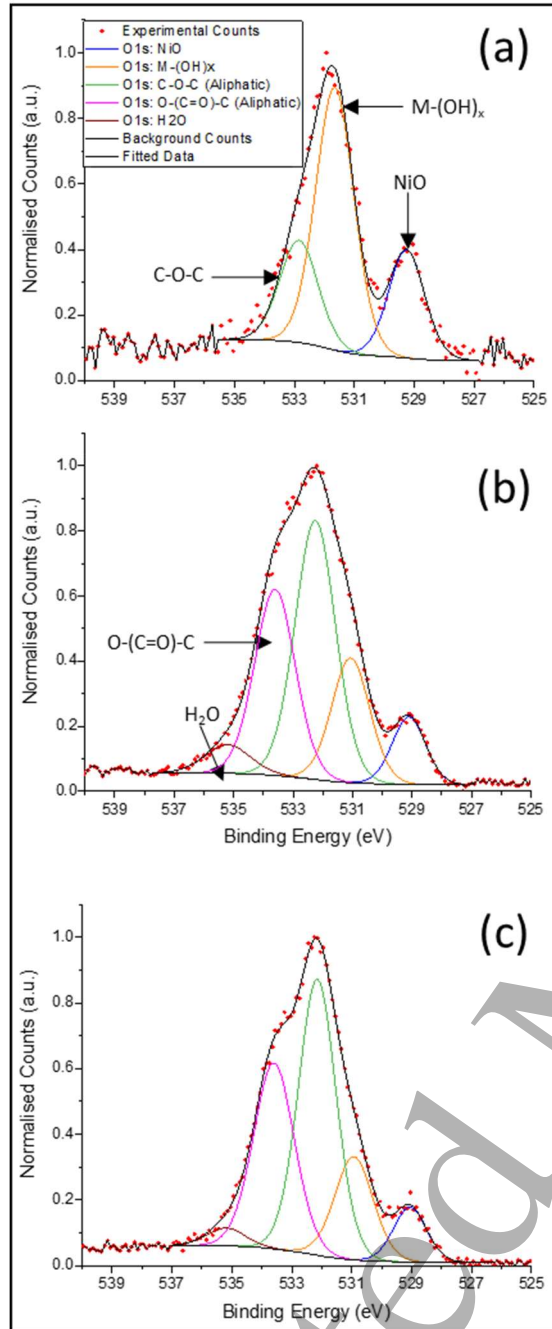 Experimental Counts
O1s: NiO
O1s: M-(OH)x
O1s: C-O-C (Aliphatic)
O1s: O-(C=O)-C (Aliphatic)
O1s: H2O
Background Counts
Fitted Data
(a)
M-(OH)x
NiO
C-O-C
Normalised Counts (a.u.)
1.0
0.8
0.6
0.4
0.2
0.0
539 537 535 533 531 529 527 525
(b)
O-(C=O)-C
H2O
Normalised Counts (a.u.)
1.0
0.8
0.6
0.4
0.2
0.0
539 537 535 533 531 529 527 525
Binding Energy (eV)
(c)
Normalised Counts (a.u.)
1.0
0.8
0.6
0.4
0.2
0.0
539 537 535 533 531 529 527 525
Binding Energy (eV)